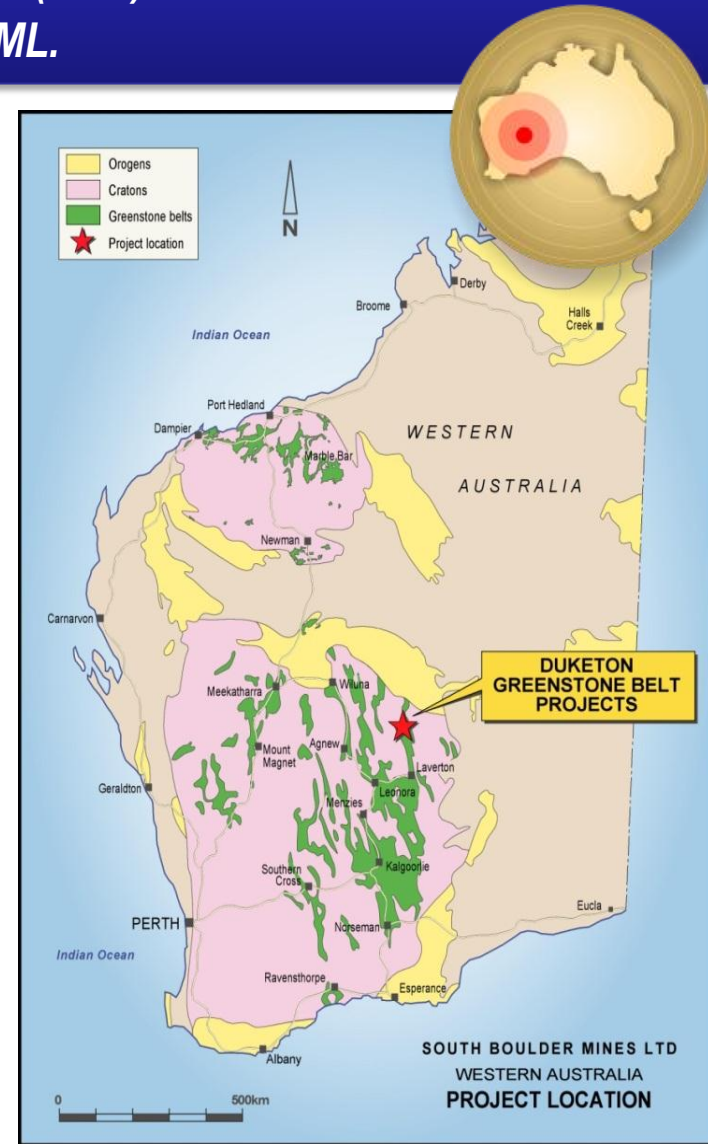 ML.
Orogens
Cratons
Greenstone belts
Project location
N
Derby
Broome
Halls
Creek
Indian Ocean
Port Hedland
Dampier
WESTERN
Marble Bar
AUSTRALIA
Newman
Carnarvon
DUKETON
GREENSTONE BELT
PROJECTS
Meekatharra
Wiluna
Mount
Magnet
Agnew
Laverton
Leonora
Geraldton
Menzies
Kalgoorlie
Southern
Cross
Eucla
PERTH
Norseman
Indian Ocean
Ravensthorpe
Esperance
Albany
SOUTH BOULDER MINES LTD
WESTERN AUSTRALIA
PROJECT LOCATION
0
500km